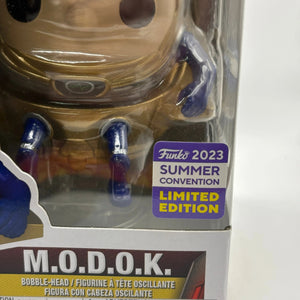 Funko 2023
SUMMER
CONVENTION
LIMITED
EDITION
M.O.D.O.K.
BOBBLE-HEAD / FIGURINE À TÊTE OSCILLANTE
FIGURA CON CABEZA OSCILANTE